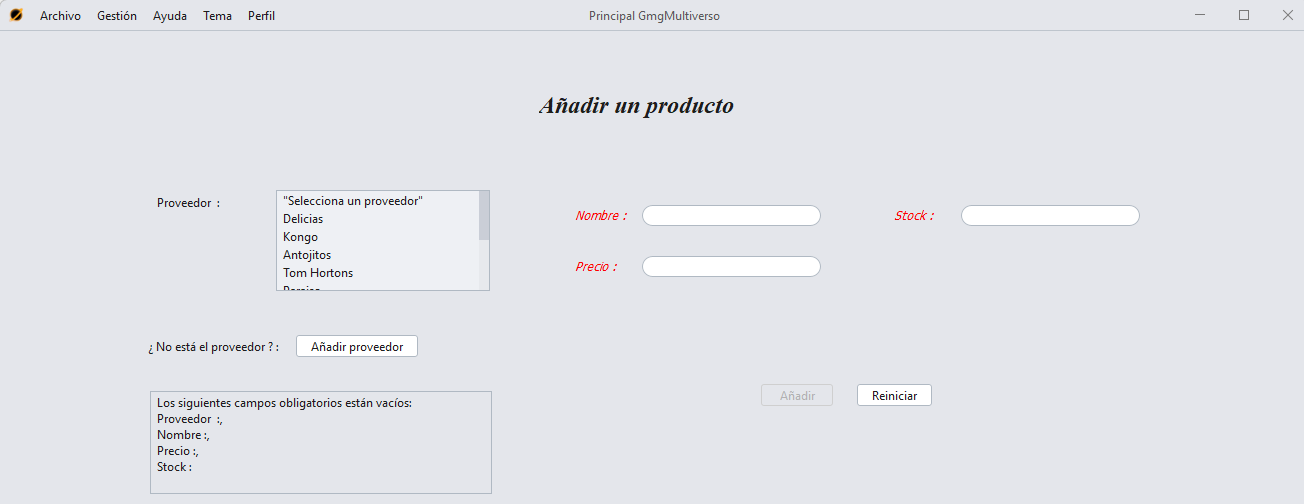 Archivo Gestión Ayuda Tema Perfil Principal GmgMultiverso
Añadir un producto
Proveedor :
"Selecciona un proveedor"
Delicias
Kongo
Antojitos
Tom Hortons
Nombre :
Stock :
Precio :
¿ No está el proveedor ? : Añadir proveedor
Los siguientes campos obligatorios están vacíos:
Proveedor :,
Nombre :,
Precio :,
Stock :
Añadir Reiniciar